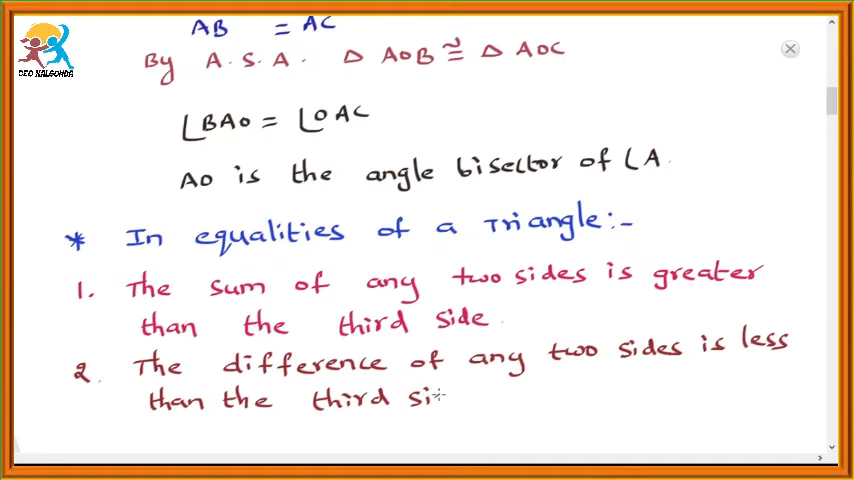 AB = AC
By A.S.A. △ AOB ≅ △ AOC
∠BAO = ∠OAC
AO is the angle bisector of ∠A.
* In equalities of a Triangle:-
1. The sum of any two sides is greater
than the third side.
2. The difference of any two sides is less
than the third si
DEO NALGONDA